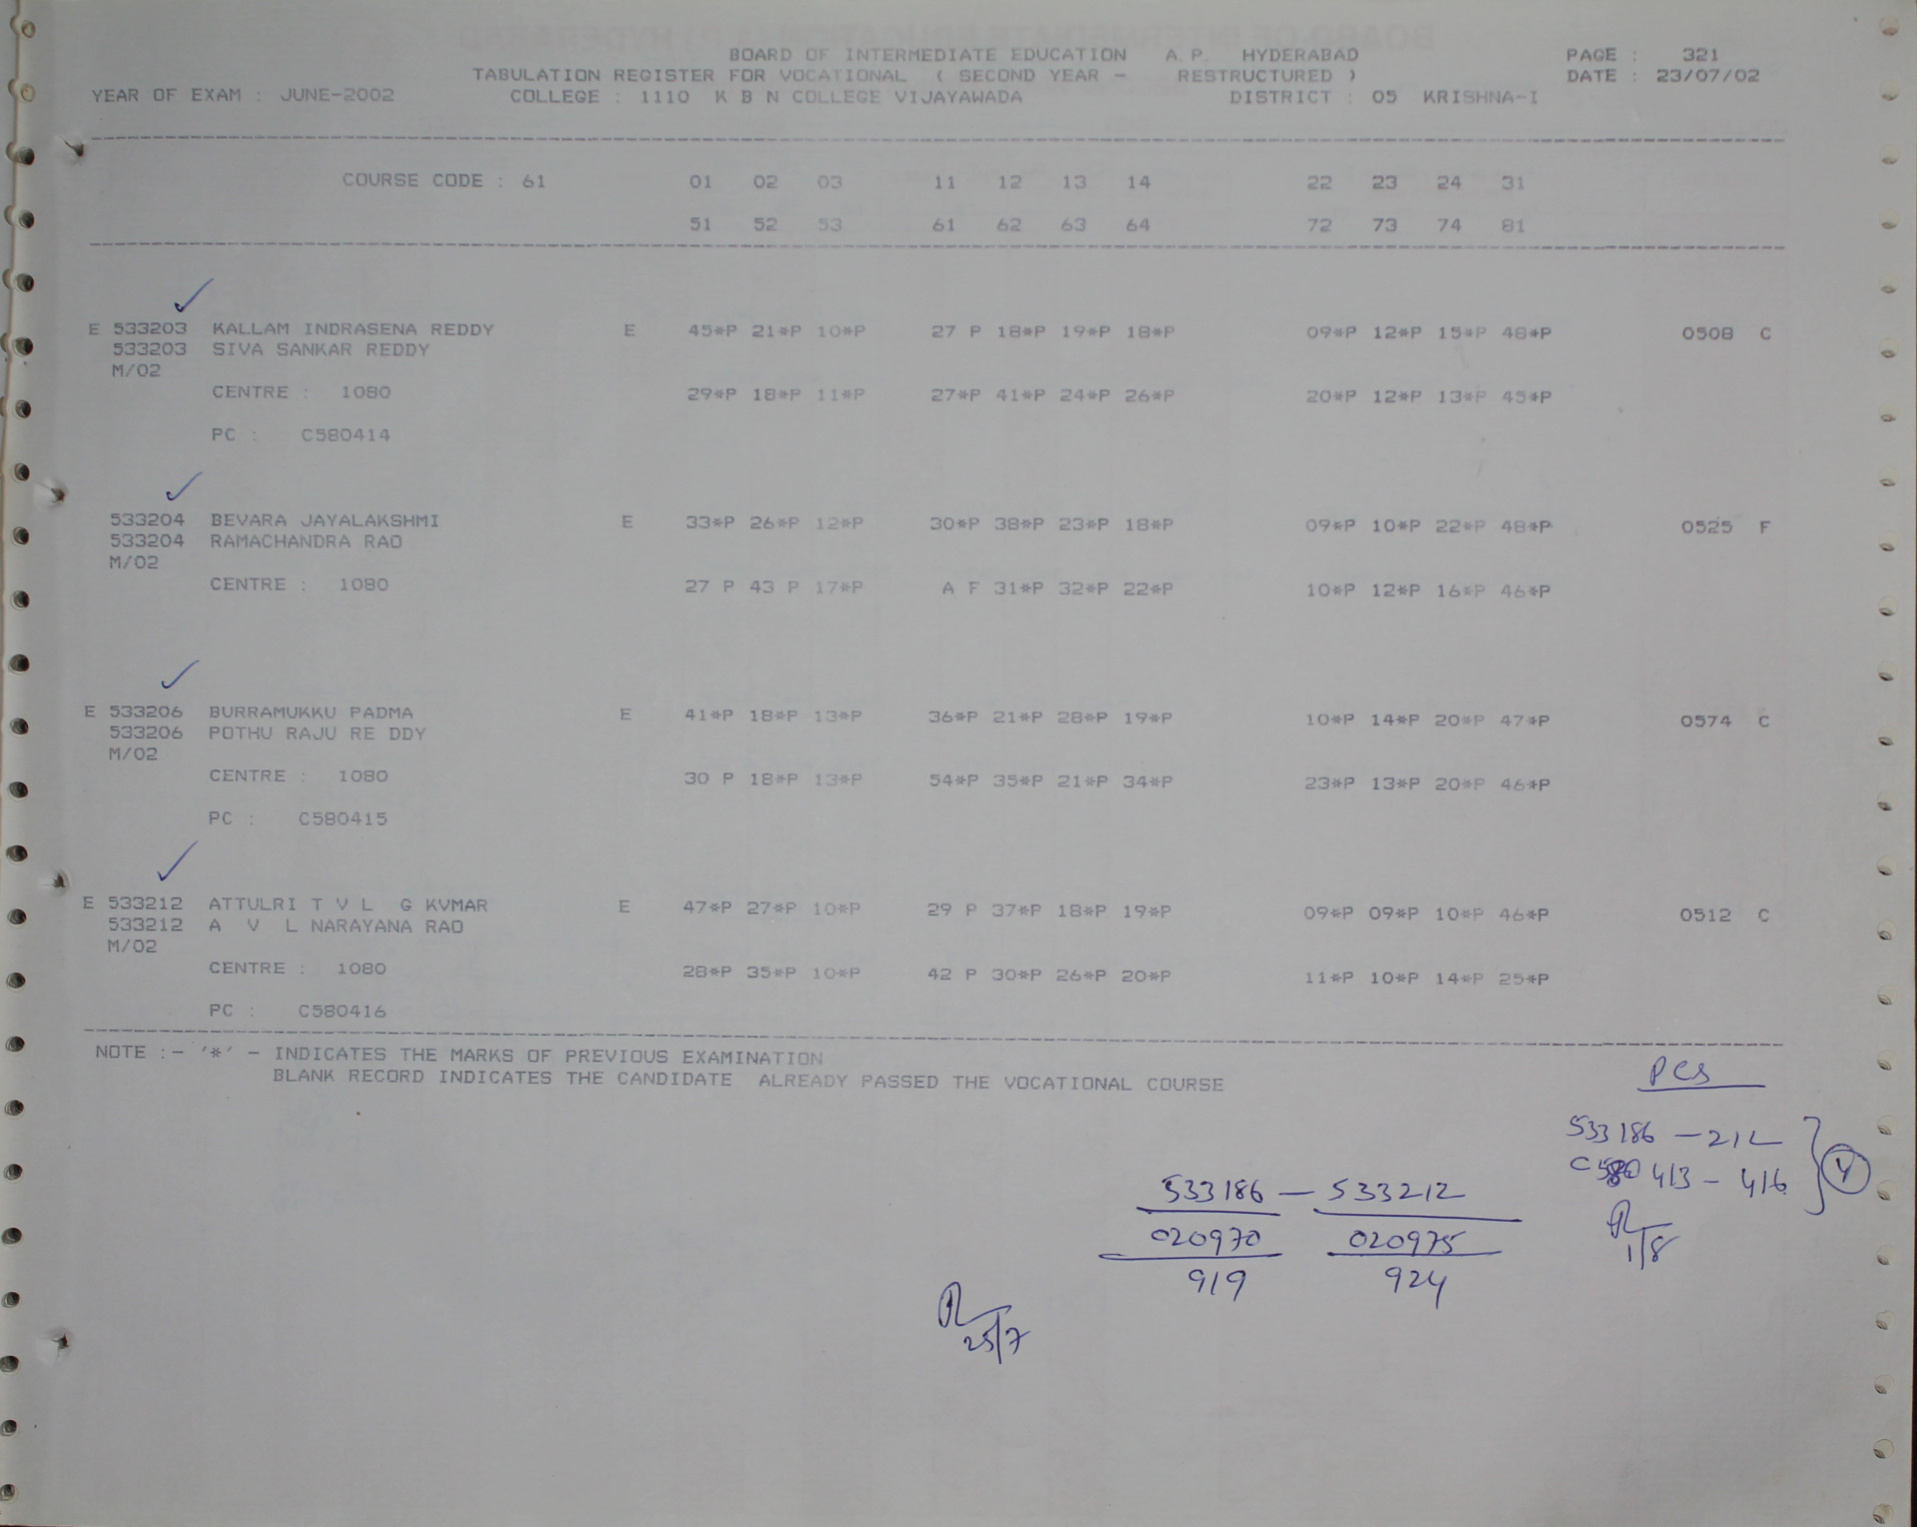 BOARD OF INTERMEDIATE EDUCATION A.P. HYDERABAD PAGE : 321
TABULATION REGISTER FOR VOCATIONAL ( SECOND YEAR - RESTRUCTURED ) DATE : 23/07/02
YEAR OF EXAM : JUNE-2002 COLLEGE : 1110 K B N COLLEGE VIJAYAWADA DISTRICT : 05 KRISHNA-I
COURSE CODE : 61 01 02 03 11 12 13 14 22 23 24 31
51 52 53 61 62 63 64 72 73 74 81
E 533203 KALLAM INDRASENA REDDY E 45*P 21*P 10*P 27 P 18*P 19*P 18*P 09*P 12*P 15*P 48*P 0508 C
533203 SIVA SANKAR REDDY
M/02
CENTRE : 1080 29*P 18*P 11*P 27*P 41*P 24*P 26*P 20*P 12*P 13*P 45*P
PC : C580414
533204 BEVARA JAYALAKSHMI E 33*P 26*P 12*P 30*P 38*P 23*P 18*P 09*P 10*P 22*P 48*P 0525 F
533204 RAMACHANDRA RAO
M/02
CENTRE : 1080 27 P 43 P 17*P A F 31*P 32*P 22*P 10*P 12*P 16*P 46*P
E 533206 BURRAMUKKU PADMA E 41*P 18*P 13*P 36*P 21*P 28*P 19*P 10*P 14*P 20*P 47*P 0574 C
533206 POTHU RAJU RE DDY
M/02
CENTRE : 1080 30 P 18*P 13*P 54*P 35*P 21*P 34*P 23*P 13*P 20*P 46*P
PC : C580415
E 533212 ATTULRI T V L G KVMAR E 47*P 27*P 10*P 29 P 37*P 18*P 19*P 09*P 09*P 10*P 46*P 0512 C
533212 A V L NARAYANA RAO
M/02
CENTRE : 1080 28*P 35*P 10*P 42 P 30*P 26*P 20*P 11*P 10*P 14*P 25*P
PC : C580416
NOTE :- '*' - INDICATES THE MARKS OF PREVIOUS EXAMINATION
BLANK RECORD INDICATES THE CANDIDATE ALREADY PASSED THE VOCATIONAL COURSE
PCs
533186 - 212
C580413 - 416
1/8
533186 - 533212
020970 020975
919 924
25/7